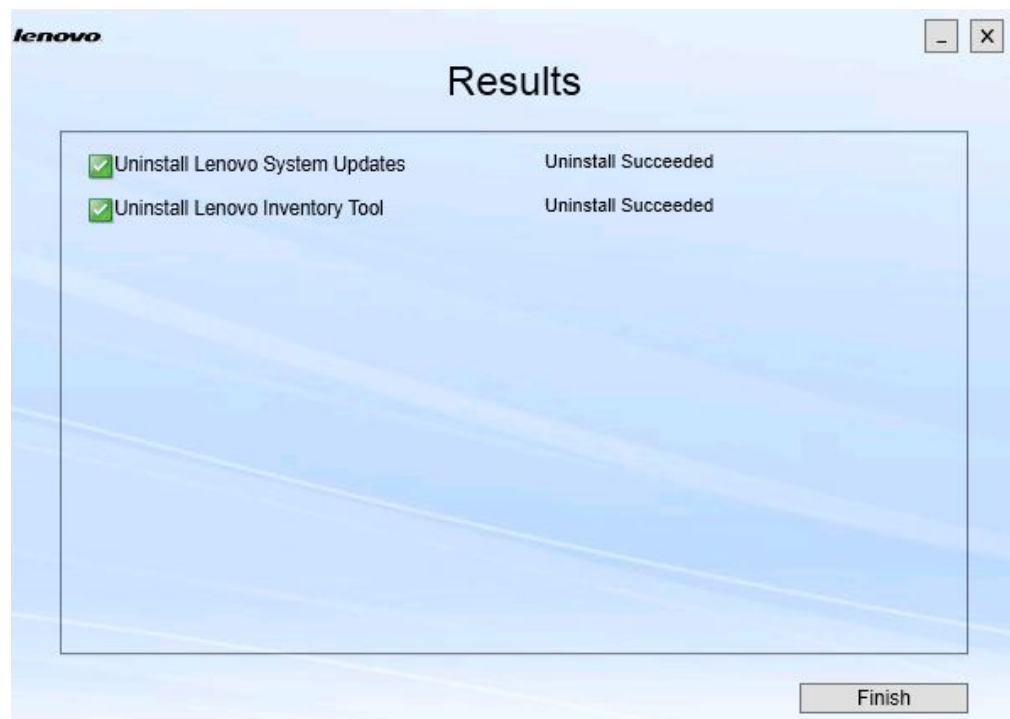 lenovo
Results
Uninstall Lenovo System Updates Uninstall Succeeded
Uninstall Lenovo Inventory Tool Uninstall Succeeded
Finish